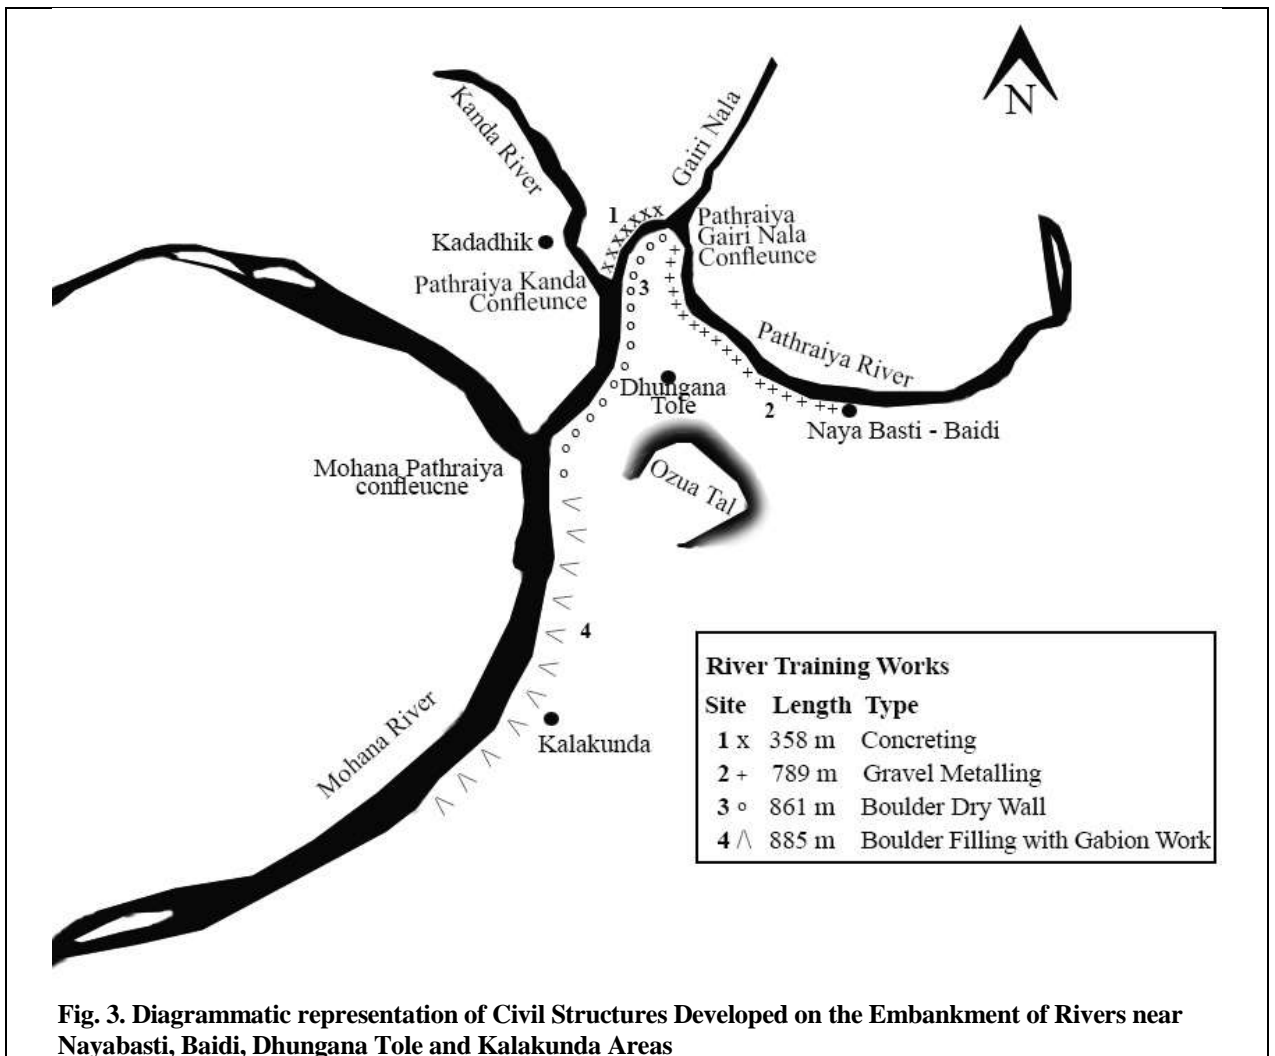 N
Kanda River
Gairi Nala
1
Pathraiya
Gairi Nala
Confleunce
Kadadhik
Pathraiya Kanda
Confleunce
3
Pathraiya River
Dhungana
Tole
2
Naya Basti - Baidi
Mohana Pathraiya
confleucne
Ozua Tal
4
Mohana River
Kalakunda
River Training Works
Site Length Type
1 x 358 m Concreting
2 + 789 m Gravel Metalling
3 o 861 m Boulder Dry Wall
4 /\ 885 m Boulder Filling with Gabion Work
Fig. 3. Diagrammatic representation of Civil Structures Developed on the Embankment of Rivers near
Nayabasti, Baidi, Dhungana Tole and Kalakunda Areas